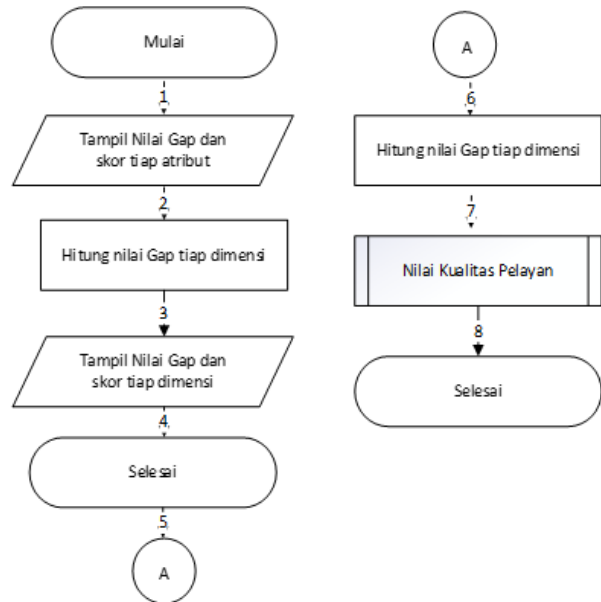 Mulai
1
Tampil Nilai Gap dan
skor tiap atribut
2
Hitung nilai Gap tiap dimensi
3
Tampil Nilai Gap dan
skor tiap dimensi
4
Selesai
5
A
A
6
Hitung nilai Gap tiap dimensi
7
Nilai Kualitas Pelayan
8
Selesai